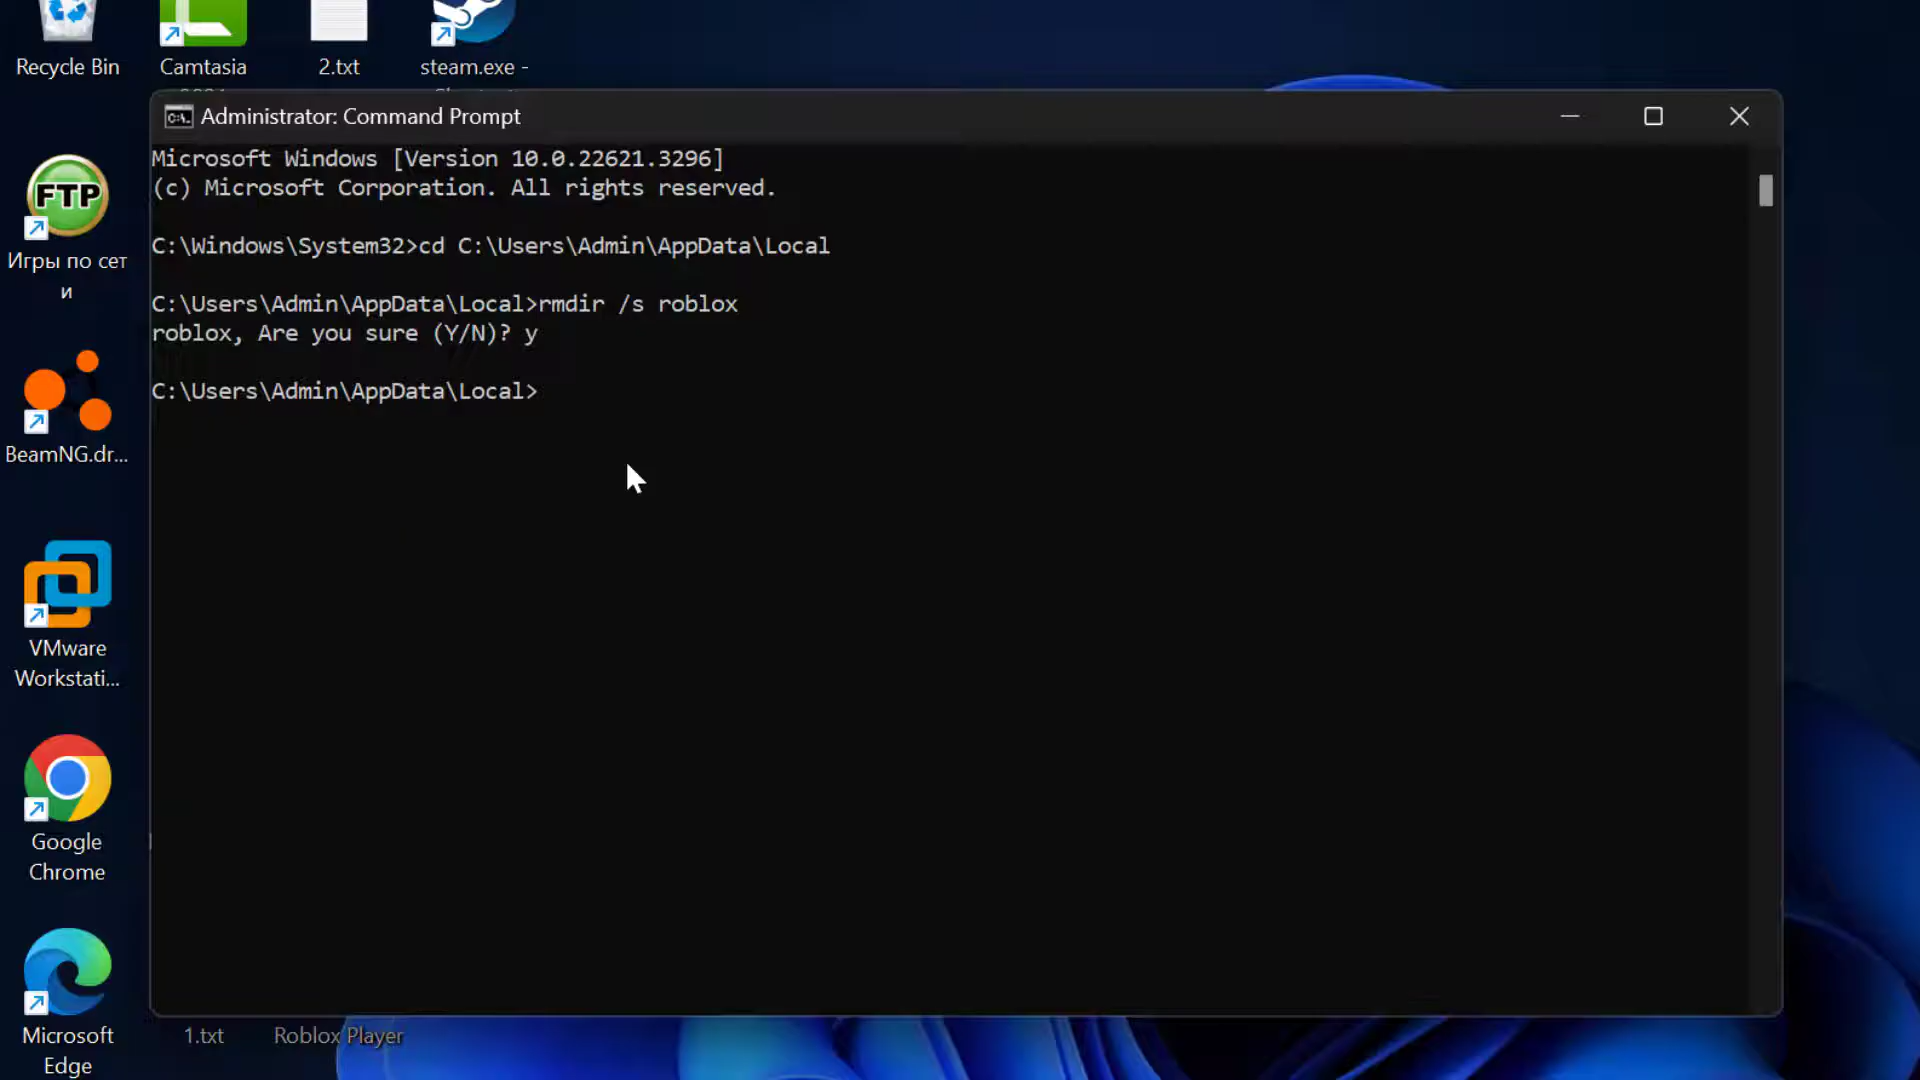 Recycle Bin
Camtasia
2.txt
steam.exe -
Administrator: Command Prompt
Microsoft Windows [Version 10.0.22621.3296]
(c) Microsoft Corporation. All rights reserved.
C:\Windows\System32>cd C:\Users\Admin\AppData\Local
C:\Users\Admin\AppData\Local>rmdir /s roblox
roblox, Are you sure (Y/N)? y
C:\Users\Admin\AppData\Local>
FTP
Игры по сет
и
BeamNG.dr...
VMware
Workstati...
Google
Chrome
Microsoft
Edge
1.txt
Roblox Player